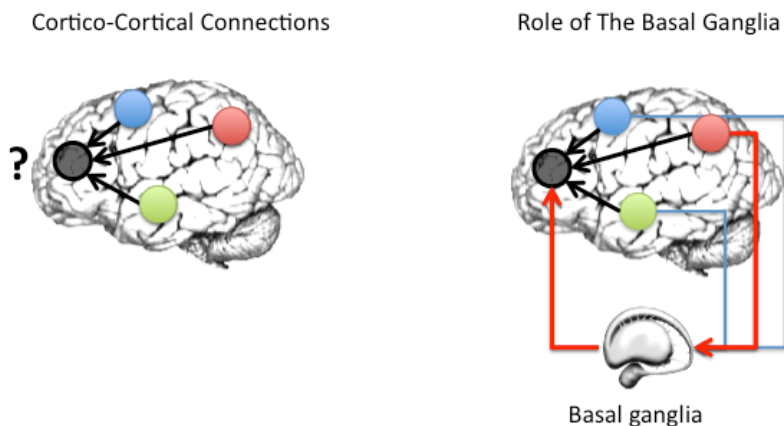 Cortico-Cortical Connections
Role of The Basal Ganglia
?
Basal ganglia